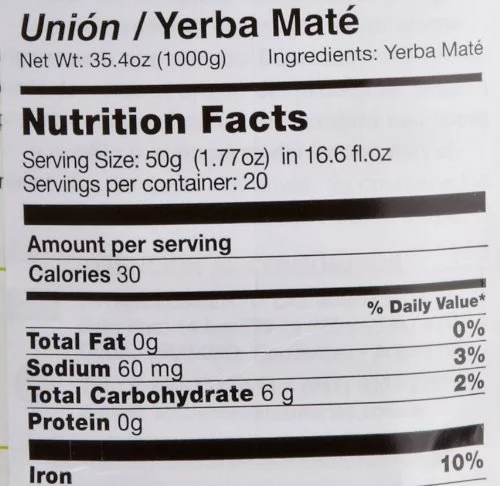 Unión / Yerba Maté
Net Wt: 35.4oz (1000g) Ingredients: Yerba Maté
Nutrition Facts
Serving Size: 50g (1.77oz) in 16.6 fl.oz
Servings per container: 20
Amount per serving
Calories 30
% Daily Value*
Total Fat 0g 0%
Sodium 60 mg 3%
Total Carbohydrate 6 g 2%
Protein 0g
Iron 10%